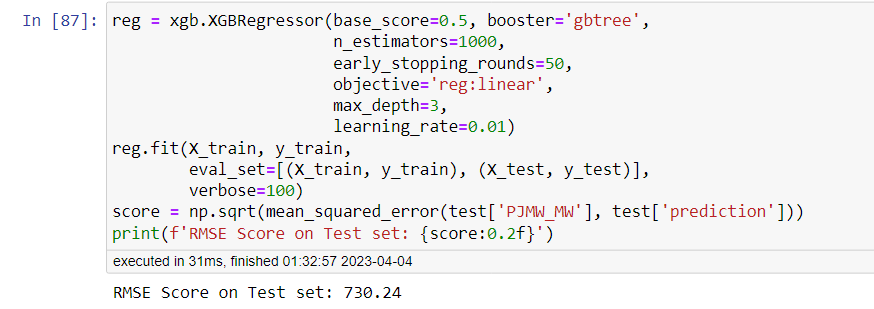 In [87]: reg = xgb.XGBRegressor(base_score=0.5, booster='gbtree',
n_estimators=1000,
early_stopping_rounds=50,
objective='reg:linear',
max_depth=3,
learning_rate=0.01)
reg.fit(X_train, y_train,
eval_set=[(X_train, y_train), (X_test, y_test)],
verbose=100)
score = np.sqrt(mean_squared_error(test['PJMW_MW'], test['prediction']))
print(f'RMSE Score on Test set: {score:0.2f}')
executed in 31ms, finished 01:32:57 2023-04-04
RMSE Score on Test set: 730.24